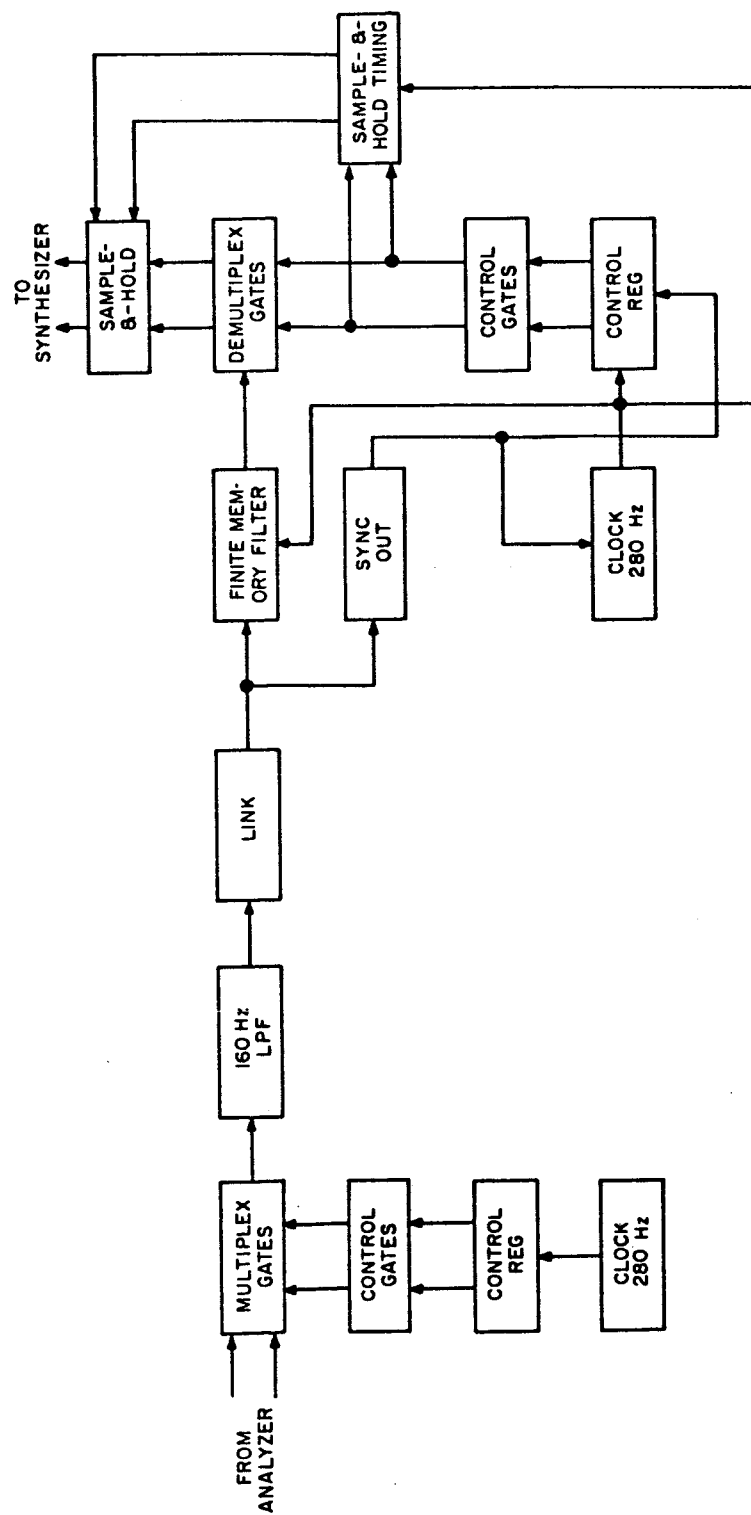 FROM
ANALYZER
MULTIPLEX
GATES
CONTROL
GATES
CONTROL
REG
CLOCK
280 Hz
160 Hz
LPF
LINK
FINITE MEM-
ORY FILTER
SYNC
OUT
CLOCK
280 Hz
DEMULTIPLEX
GATES
CONTROL
GATES
CONTROL
REG
SAMPLE-
&-HOLD
TO
SYNTHESIZER
SAMPLE-&-
HOLD TIMING